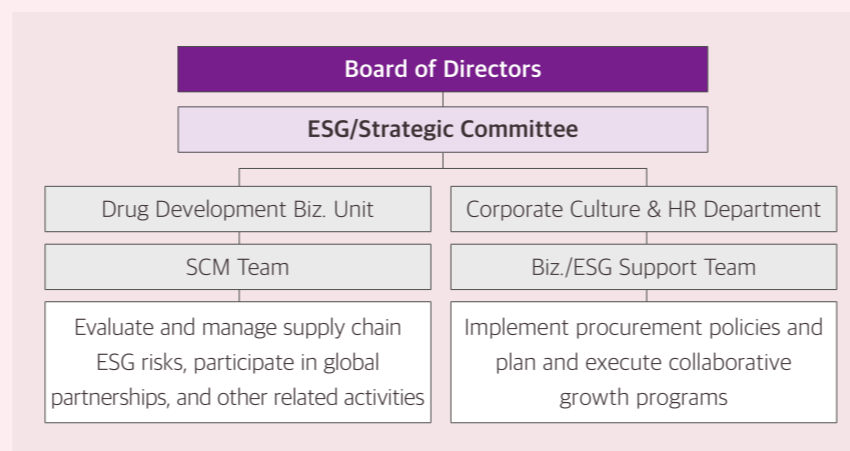 Board of Directors
ESG/Strategic Committee
Drug Development Biz. Unit
SCM Team
Evaluate and manage supply chain
ESG risks, participate in global
partnerships, and other related activities
Corporate Culture & HR Department
Biz./ESG Support Team
Implement procurement policies and
plan and execute collaborative
growth programs